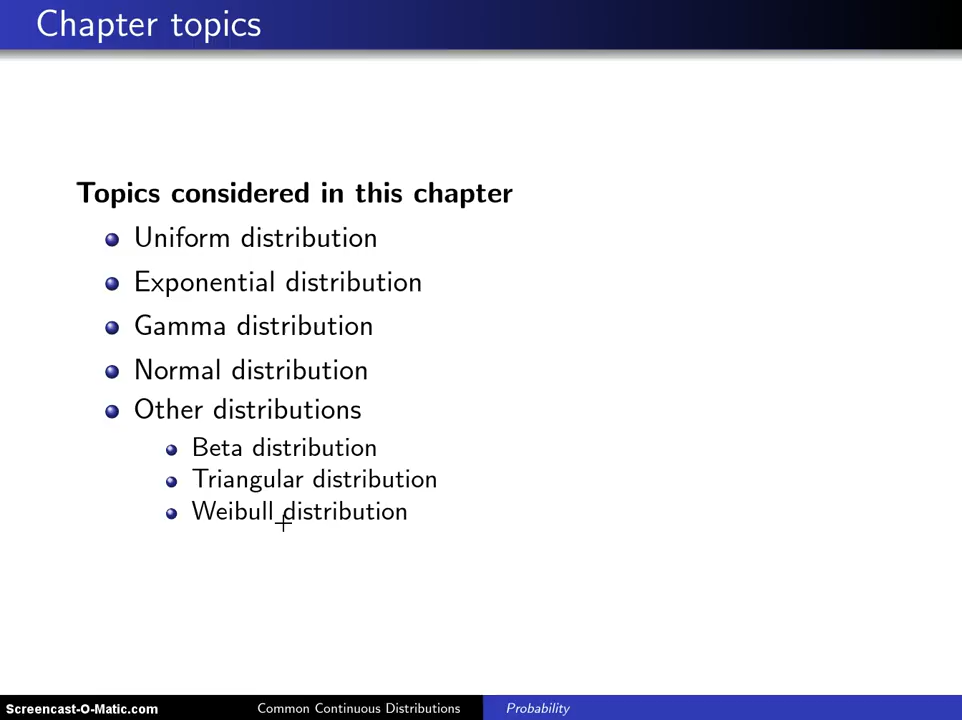 Chapter topics
Topics considered in this chapter
Uniform distribution
Exponential distribution
Gamma distribution
Normal distribution
Other distributions
Beta distribution
Triangular distribution
Weibull distribution
Screencast-O-Matic.com
Common Continuous Distributions
Probability